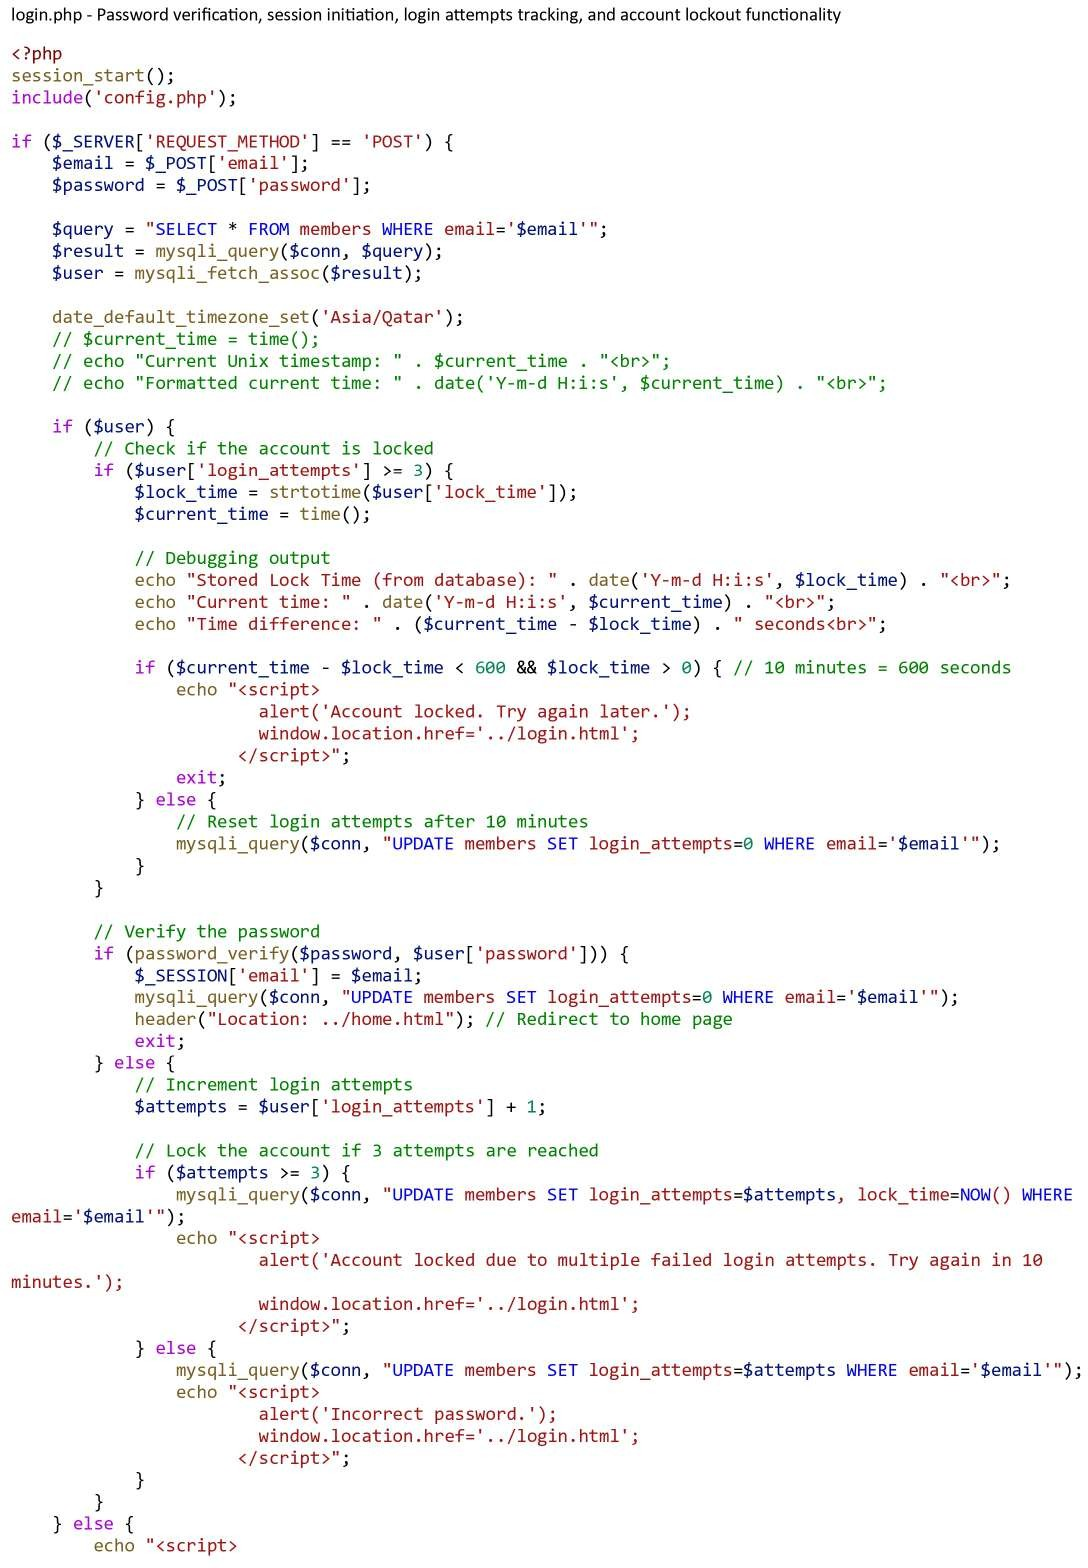 login.php - Password verification, session initiation, login attempts tracking, and account lockout functionality
<?php
session_start();
include('config.php');
if ($_SERVER['REQUEST_METHOD'] == 'POST') {
    $email = $_POST['email'];
    $password = $_POST['password'];
    $query = "SELECT * FROM members WHERE email='$email'";
    $result = mysqli_query($conn, $query);
    $user = mysqli_fetch_assoc($result);
    date_default_timezone_set('Asia/Qatar');
    // $current_time = time();
    // echo "Current Unix timestamp: " . $current_time . "<br>";
    // echo "Formatted current time: " . date('Y-m-d H:i:s', $current_time) . "<br>";
    if ($user) {
        // Check if the account is locked
        if ($user['login_attempts'] >= 3) {
            $lock_time = strtotime($user['lock_time']);
            $current_time = time();
            // Debugging output
            echo "Stored Lock Time (from database): " . date('Y-m-d H:i:s', $lock_time) . "<br>";
            echo "Current time: " . date('Y-m-d H:i:s', $current_time) . "<br>";
            echo "Time difference: " . ($current_time - $lock_time) . " seconds<br>";
            if ($current_time - $lock_time < 600 && $lock_time > 0) { // 10 minutes = 600 seconds
                echo "<script>
                        alert('Account locked. Try again later.');
                        window.location.href='../login.html';
                      </script>";
                exit;
            } else {
                // Reset login attempts after 10 minutes
                mysqli_query($conn, "UPDATE members SET login_attempts=0 WHERE email='$email'");
            }
        }
        // Verify the password
        if (password_verify($password, $user['password'])) {
            $_SESSION['email'] = $email;
            mysqli_query($conn, "UPDATE members SET login_attempts=0 WHERE email='$email'");
            header("Location: ../home.html"); // Redirect to home page
            exit;
        } else {
            // Increment login attempts
            $attempts = $user['login_attempts'] + 1;
            // Lock the account if 3 attempts are reached
            if ($attempts >= 3) {
                mysqli_query($conn, "UPDATE members SET login_attempts=$attempts, lock_time=NOW() WHERE
email='$email'");
                echo "<script>
                        alert('Account locked due to multiple failed login attempts. Try again in 10
minutes.');
                        window.location.href='../login.html';
                      </script>";
            } else {
                mysqli_query($conn, "UPDATE members SET login_attempts=$attempts WHERE email='$email'");
                echo "<script>
                        alert('Incorrect password.');
                        window.location.href='../login.html';
                      </script>";
            }
        }
    } else {
        echo "<script>